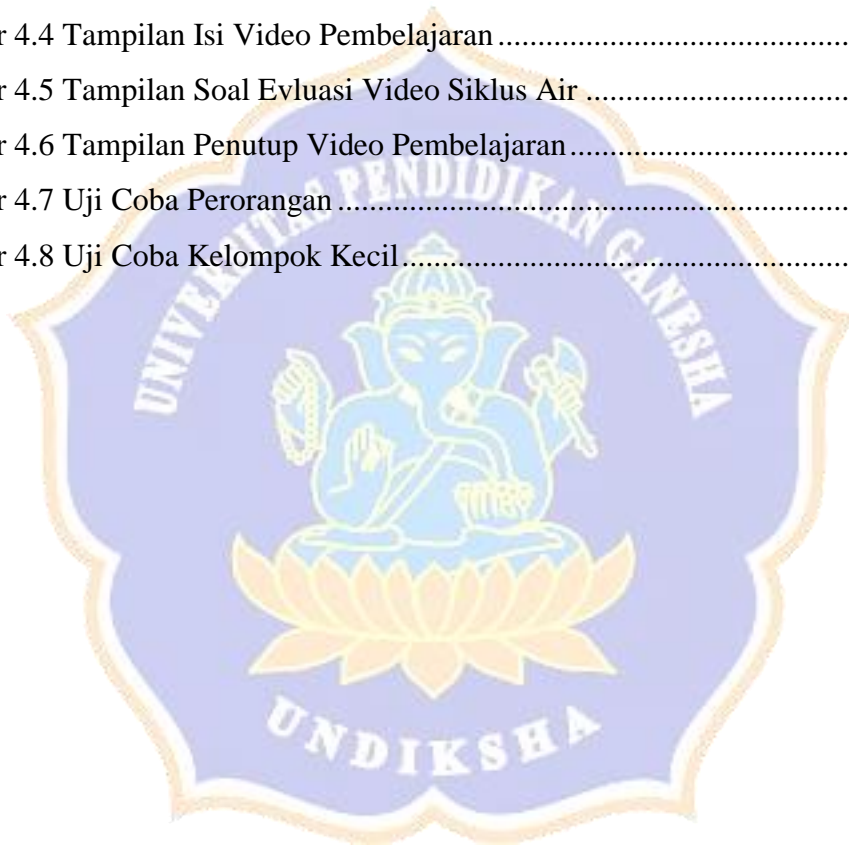 r 4.4 Tampilan Isi Video Pembelajaran ..............................................
r 4.5 Tampilan Soal Evluasi Video Siklus Air ...................................
r 4.6 Tampilan Penutup Video Pembelajaran .....................................
r 4.7 Uji Coba Perorangan ..................................................................
r 4.8 Uji Coba Kelompok Kecil ..........................................................
UNIVERSITAS PENDIDIKAN GANESHA
UNDIKSHA